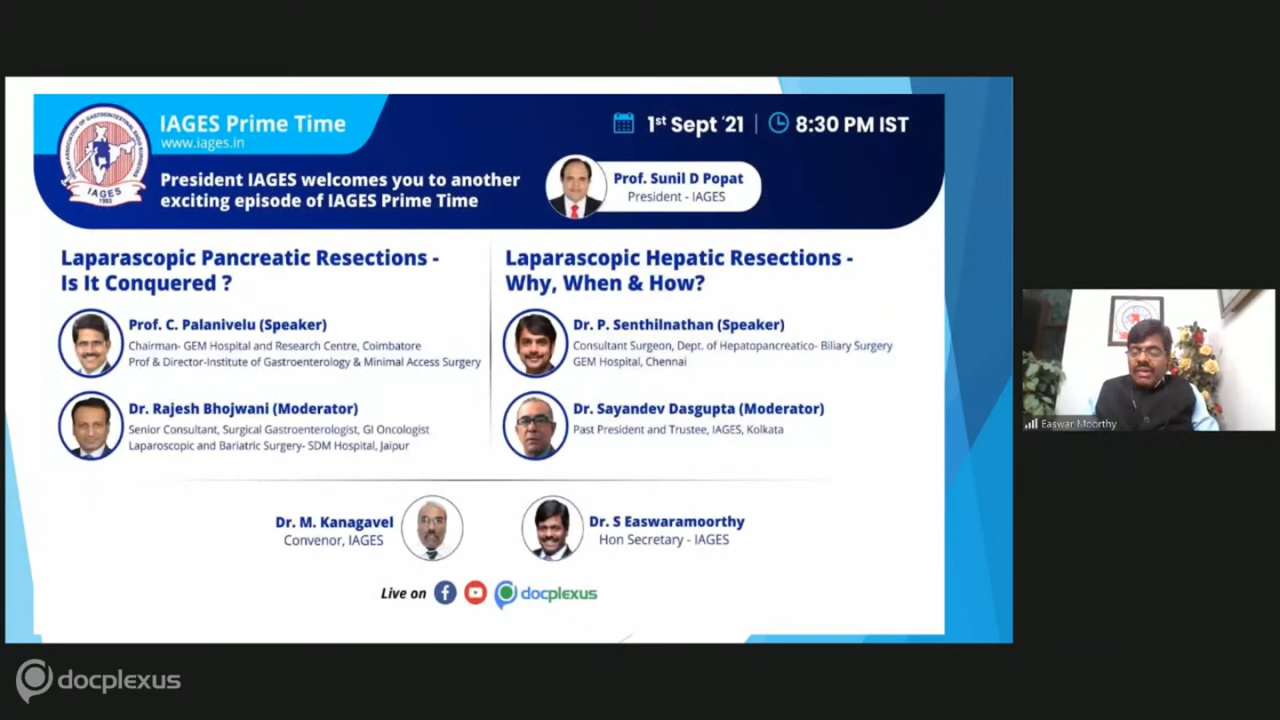 IAGES Prime Time
www.iages.in
1st Sept '21 | 8:30 PM IST
President IAGES welcomes you to another
exciting episode of IAGES Prime Time
Prof. Sunil D Popat
President - IAGES
IAGES
Laparascopic Pancreatic Resections -
Is It Conquered ?
Prof. C. Palanivelu (Speaker)
Chairman- GEM Hospital and Research Centre, Coimbatore
Prof & Director-Institute of Gastroenterology & Minimal Access Surgery
Dr. Rajesh Bhojwani (Moderator)
Senior Consultant, Surgical Gastroenterologist, GI Oncologist
Laparoscopic and Bariatric Surgery- SDM Hospital, Jaipur
Laparascopic Hepatic Resections -
Why, When & How?
Dr. P. Senthilnathan (Speaker)
Consultant Surgeon, Dept. of Hepatopancreatico- Biliary Surgery
GEM Hospital, Chennai
Dr. Sayandev Dasgupta (Moderator)
Past President and Trustee, IAGES, Kolkata
Dr. M. Kanagavel
Convenor, IAGES
Dr. S Easwaramoorthy
Hon Secretary - IAGES
Live on docplexus
Easwar Moorthy
docplexus